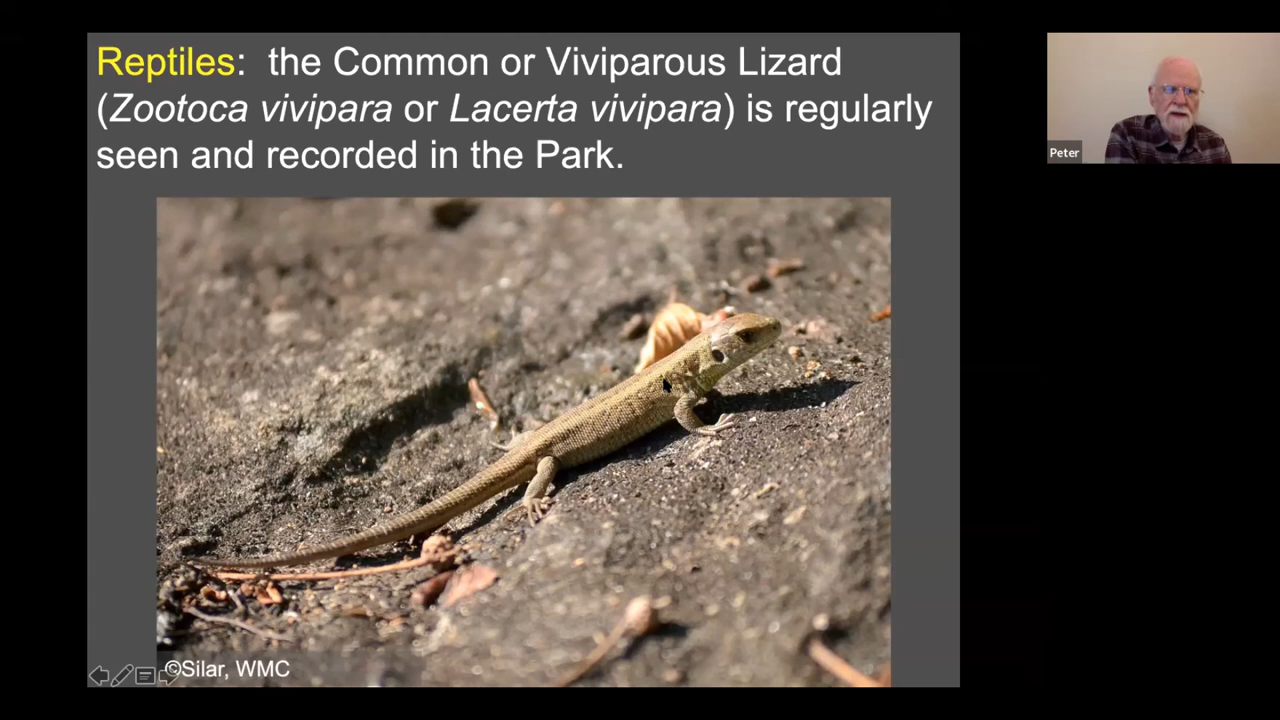 Reptiles: the Common or Viviparous Lizard
(Zootoca vivipara or Lacerta vivipara) is regularly
seen and recorded in the Park.
Peter
©Silar, WMC